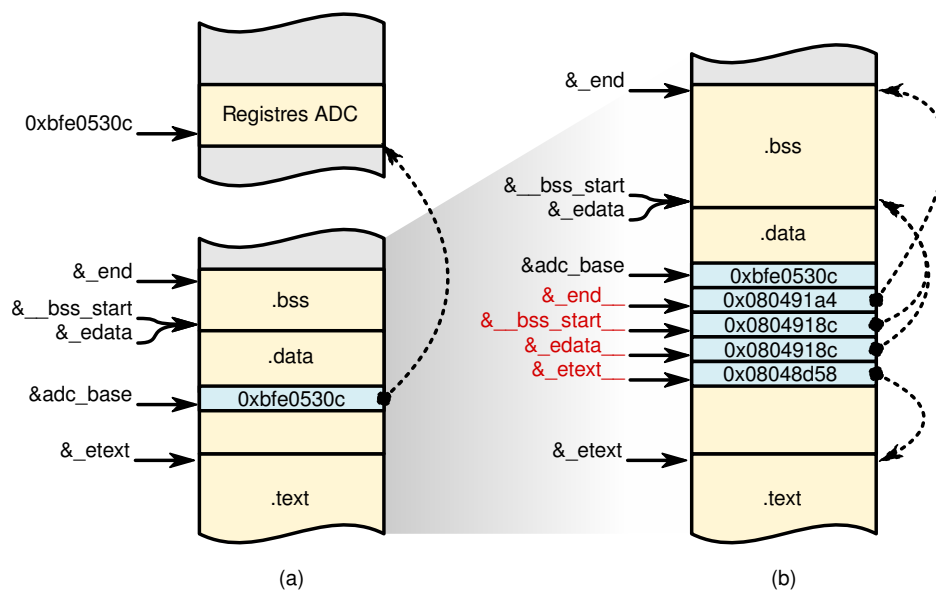 Registres ADC
0xbfe0530c
&_end
&__bss_start
&_edata
.bss
.data
&adc_base
0xbfe0530c
&_etext
.text
(a)
&_end
.bss
&__bss_start
&_edata
.data
&adc_base
0xbfe0530c
&_end__
0x080491a4
&__bss_start__
0x0804918c
&_edata__
0x0804918c
&_etext__
0x08048d58
&_etext
.text
(b)